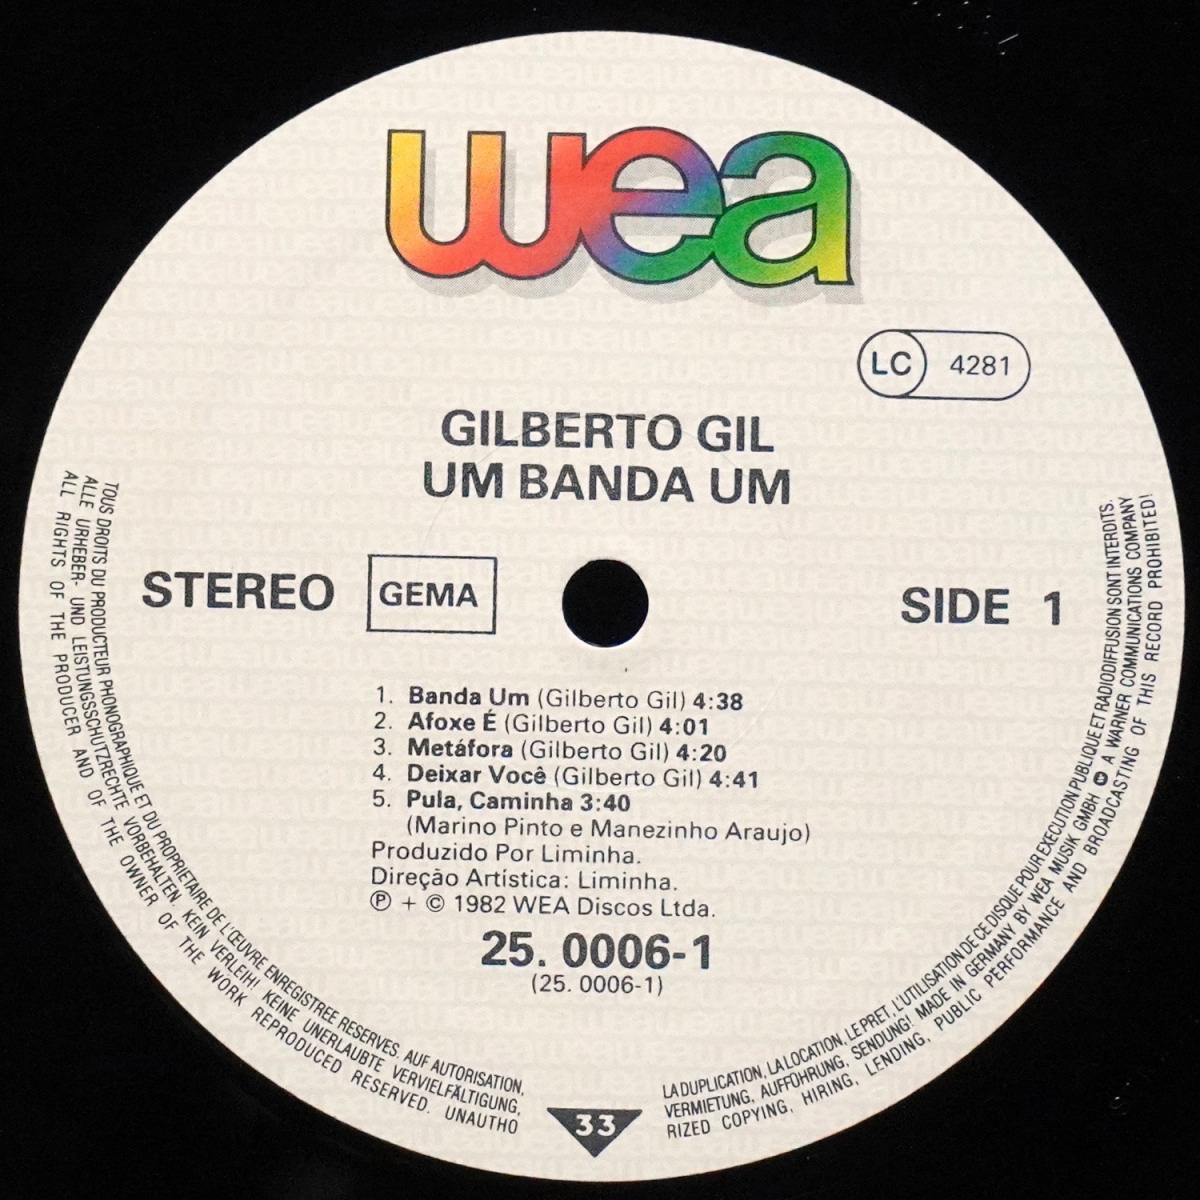 wea
LC 4281
GILBERTO GIL
UM BANDA UM
STEREO GEMA SIDE 1
1. Banda Um (Gilberto Gil) 4:38
2. Afoxe É (Gilberto Gil) 4:01
3. Metáfora (Gilberto Gil) 4:20
4. Deixar Você (Gilberto Gil) 4:41
5. Pula, Caminha 3:40
(Marino Pinto e Manezinho Araujo)
Produzido Por Liminha.
Direção Artística: Liminha.
℗ + © 1982 WEA Discos Ltda.
25. 0006-1
(25. 0006-1)
TOUS DROITS DU PRODUCTEUR PHONOGRAPHIQUE ET DU PROPRIETAIRE DE L'ŒUVRE ENREGISTREE RESERVES. AUF AUTORISATION, LA DUPLICATION, LA LOCATION, LE PRET, L'UTILISATION DE CE DISQUE POUR EXECUTION PUBLIQUE ET RADIODIFFUSION SONT INTERDITS.
ALLE URHEBER- UND LEISTUNGSSCHUTZRECHTE VORBEHALTEN. KEIN VERLEIH! KEINE UNERLAUBTE VERVIELFÄLTIGUNG, VERMIETUNG, AUFFÜHRUNG, SENDUNG! MADE IN GERMANY BY WEA MUSIK GMBH A WARNER COMMUNICATIONS COMPANY
ALL RIGHTS OF THE PRODUCER AND OF THE OWNER OF THE WORK REPRODUCED RESERVED. UNAUTHORIZED COPYING, HIRING, LENDING, PUBLIC PERFORMANCE AND BROADCASTING OF THIS RECORD PROHIBITED!
33